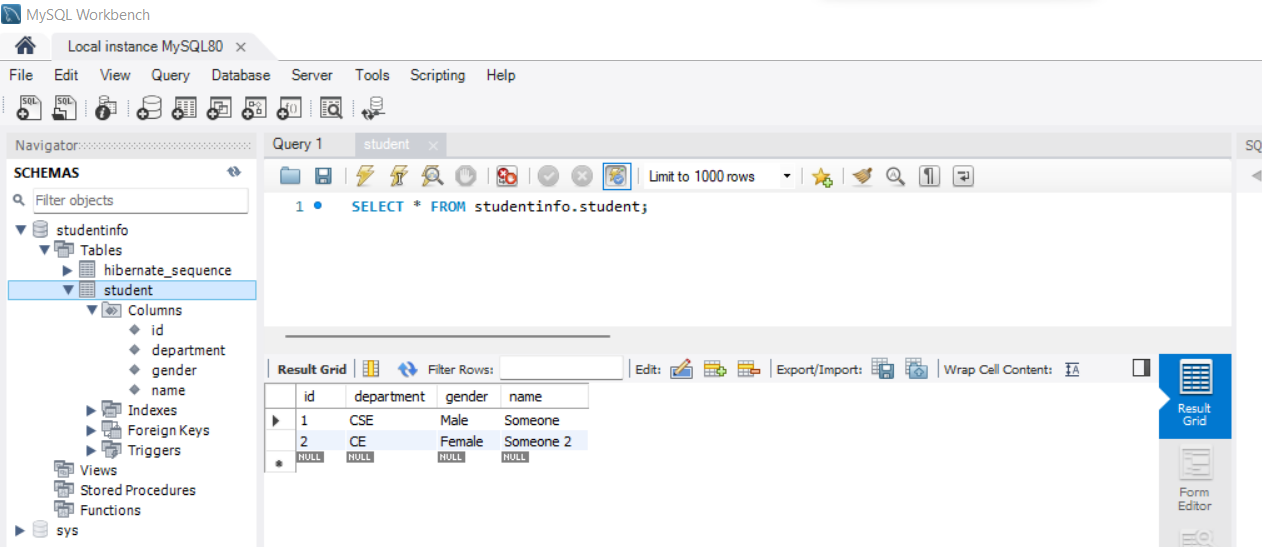 MySQL Workbench
Local instance MySQL80
File Edit View Query Database Server Tools Scripting Help
Navigator
SCHEMAS
Filter objects
studentinfo
Tables
hibernate_sequence
student
Columns
id
department
gender
name
Indexes
Foreign Keys
Triggers
Views
Stored Procedures
Functions
sys
Query 1 student
Limit to 1000 rows
1 SELECT * FROM studentinfo.student;
Result Grid Filter Rows: Edit: Export/Import: Wrap Cell Content:
id department gender name
1 CSE Male Someone
2 CE Female Someone 2
NULL NULL NULL NULL
Result
Grid
Form
Editor
SQ